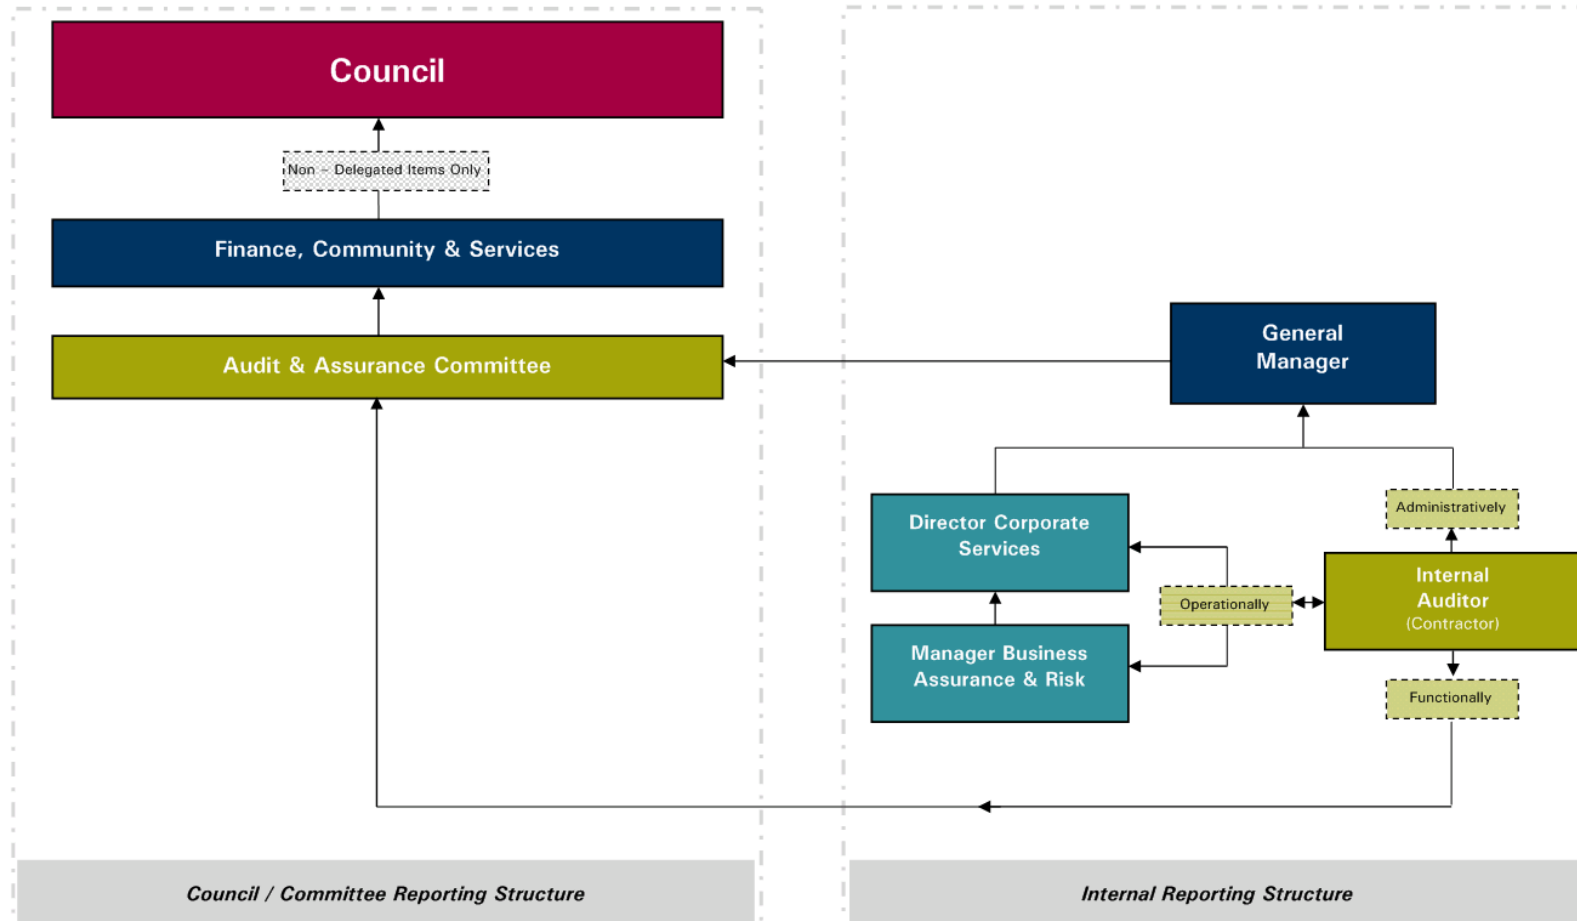 Council
Non – Delegated Items Only
Finance, Community & Services
Audit & Assurance Committee
Council / Committee Reporting Structure
General
Manager
Director Corporate
Services
Administratively
Operationally
Internal
Auditor
(Contractor)
Manager Business
Assurance & Risk
Functionally
Internal Reporting Structure